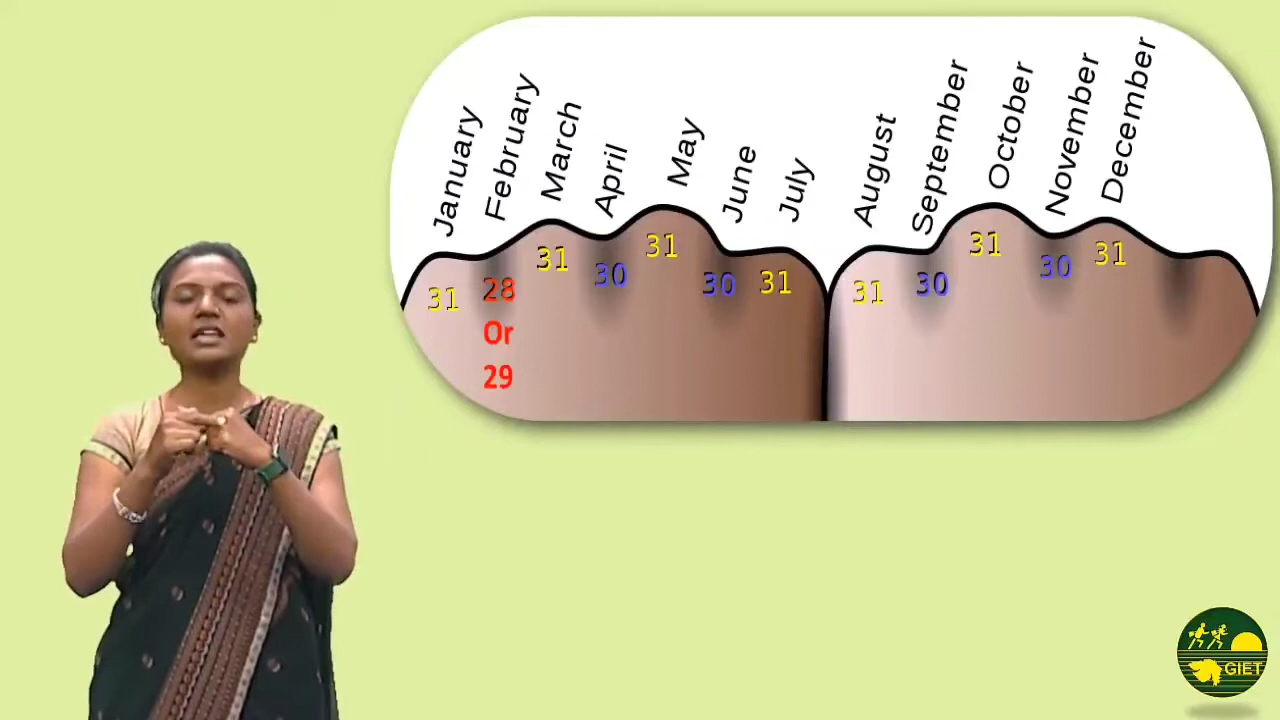 January
February
March
April
May
June
July
August
September
October
November
December
31
28
Or
29
31
30
31
30
31
31
30
31
30
31
GIET